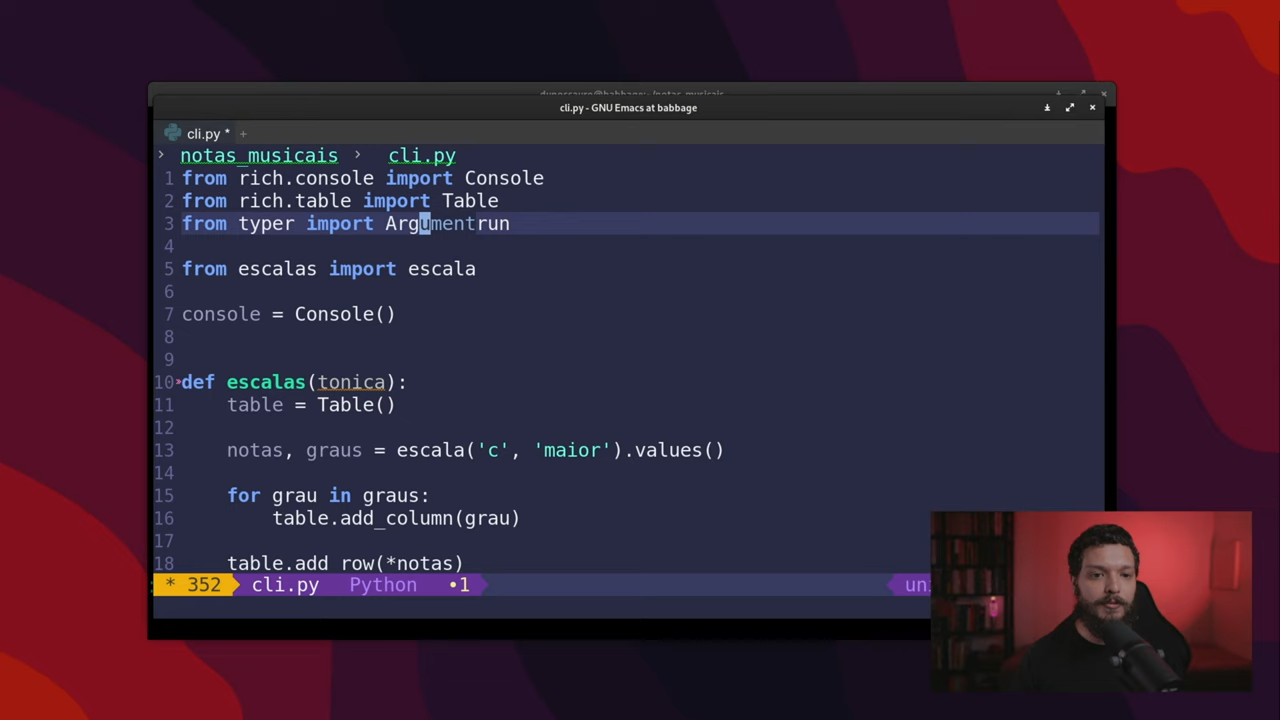 cli.py - GNU Emacs at babbage
cli.py * +
> notas_musicais > cli.py
1 from rich.console import Console
2 from rich.table import Table
3 from typer import Argumentrun
4
5 from escalas import escala
6
7 console = Console()
8
9
10 def escalas(tonica):
11 table = Table()
12
13 notas, graus = escala('c', 'maior').values()
14
15 for grau in graus:
16 table.add_column(grau)
17
18 table.add_row(*notas)
* 352 cli.py Python •1